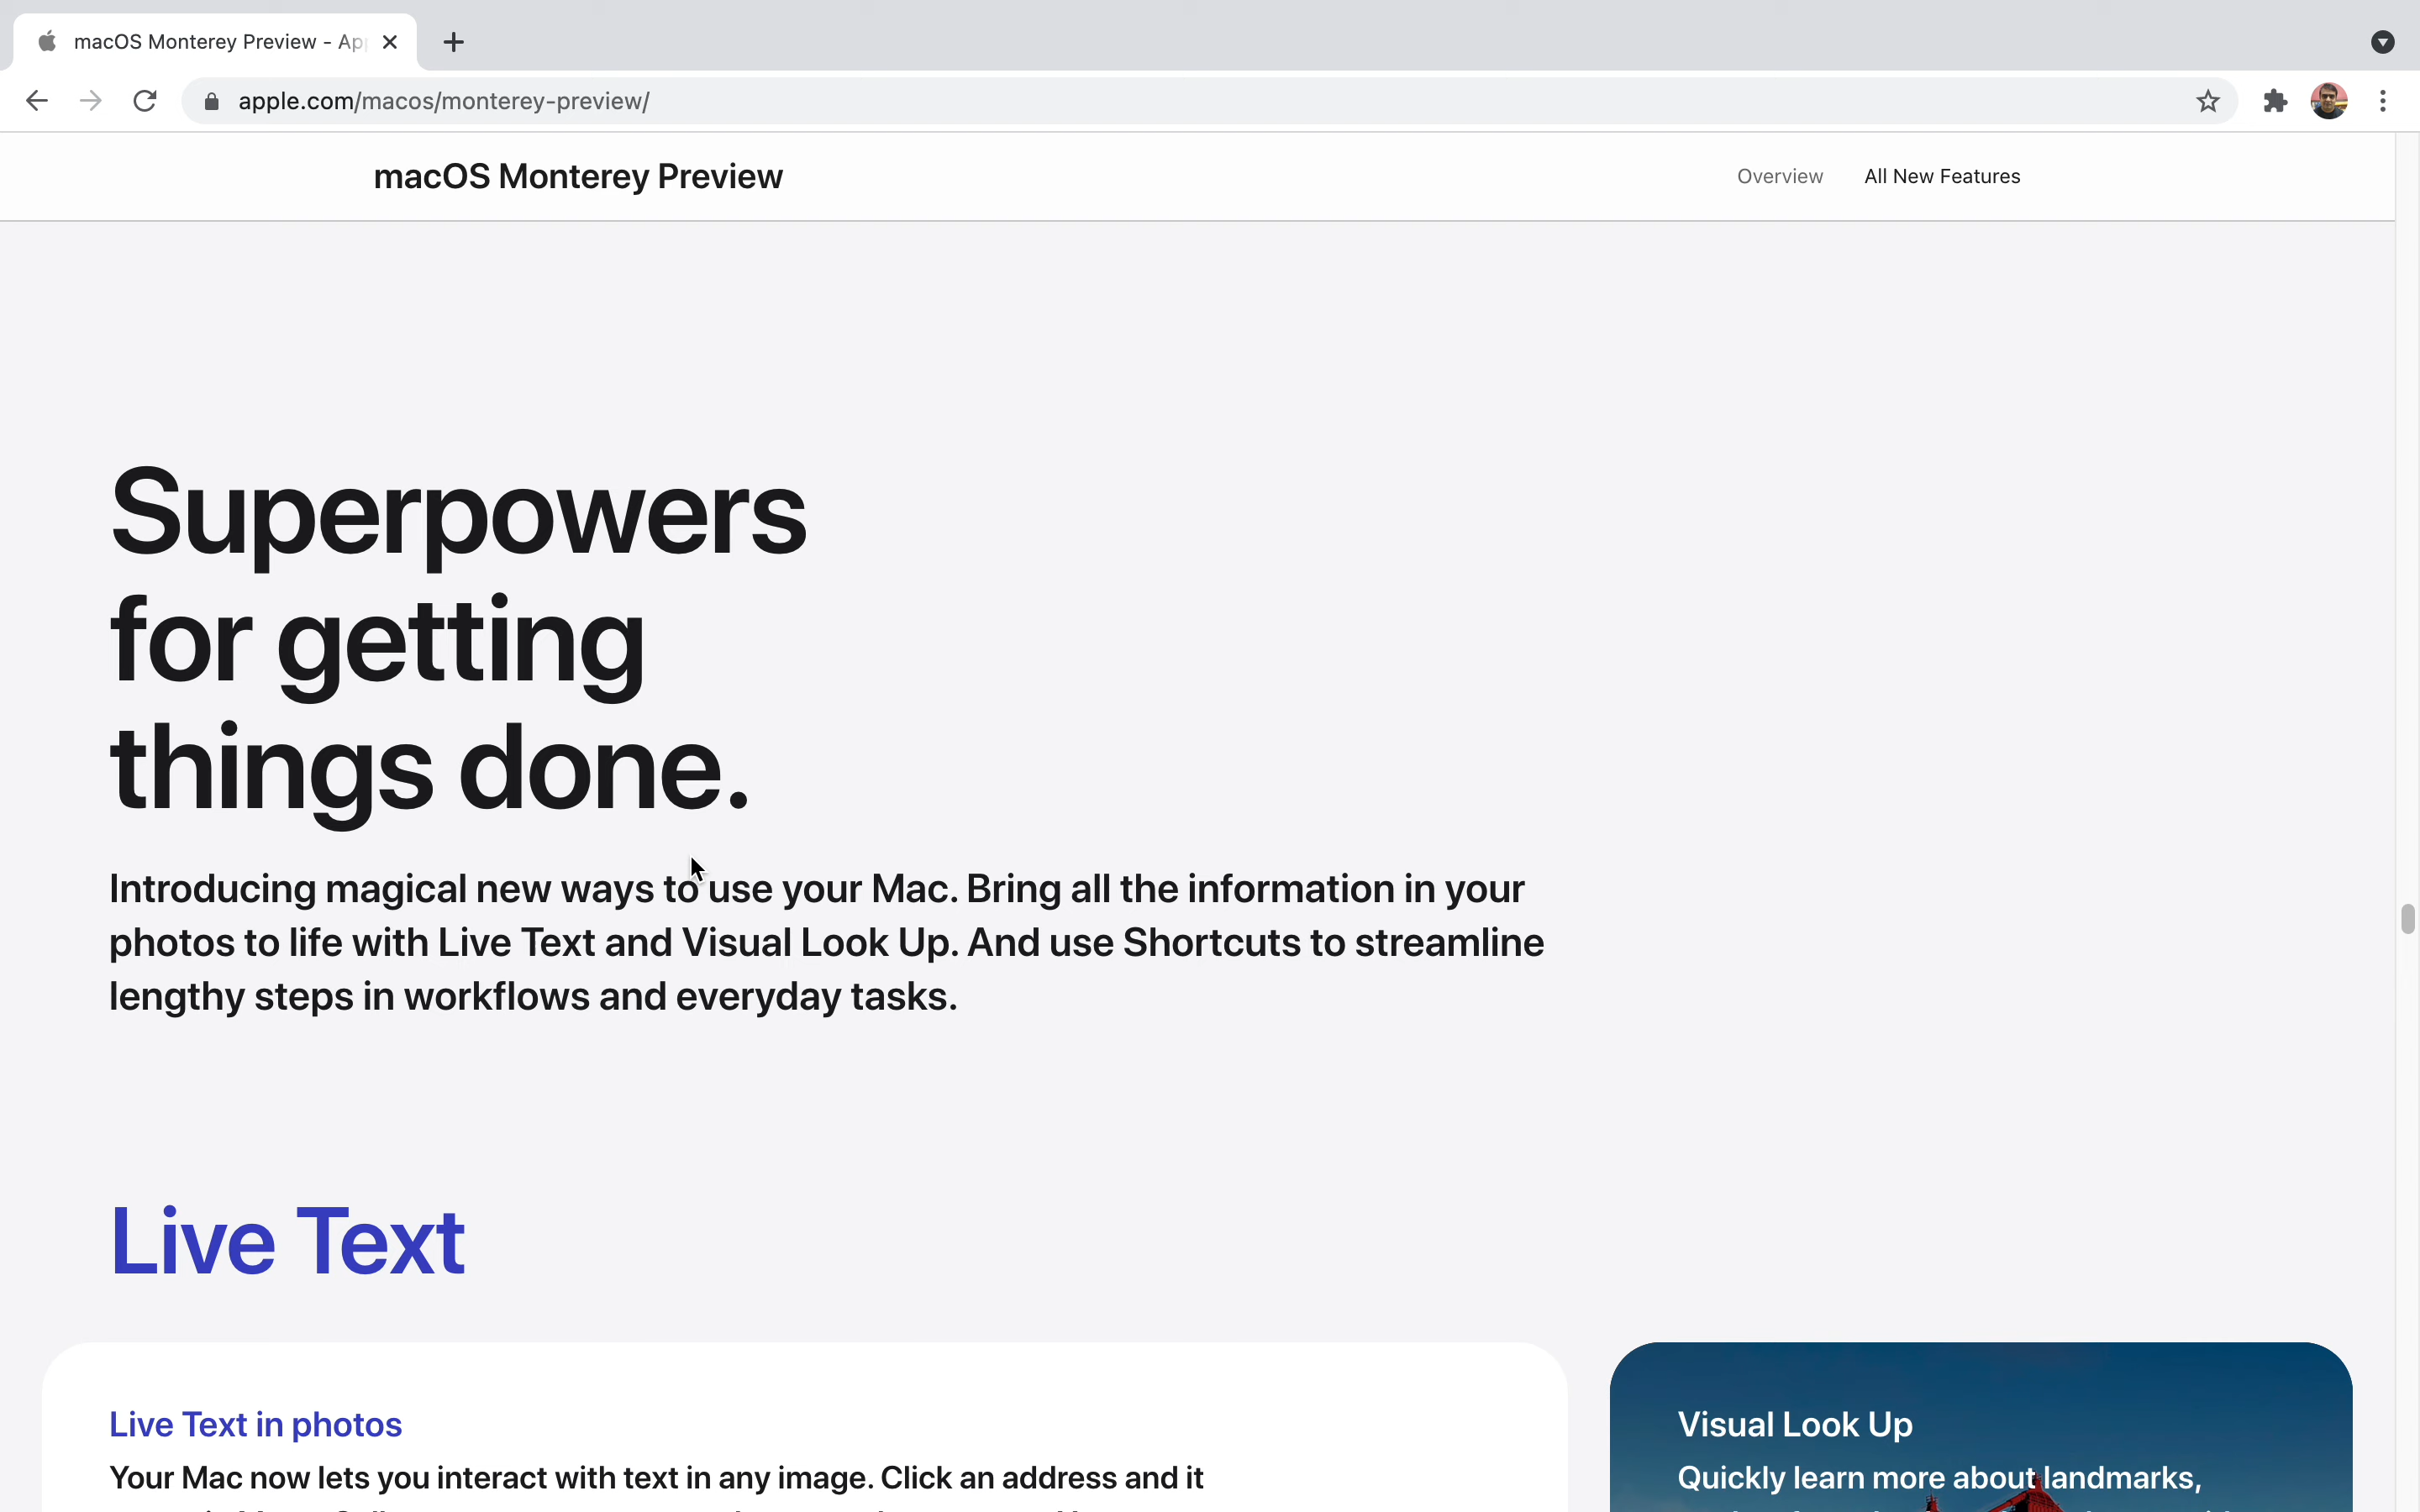 macOS Monterey Preview - Ap
apple.com/macos/monterey-preview/
macOS Monterey Preview
Overview
All New Features
Superpowers
for getting
things done.
Introducing magical new ways to use your Mac. Bring all the information in your
photos to life with Live Text and Visual Look Up. And use Shortcuts to streamline
lengthy steps in workflows and everyday tasks.
Live Text
Live Text in photos
Your Mac now lets you interact with text in any image. Click an address and it
Visual Look Up
Quickly learn more about landmarks,